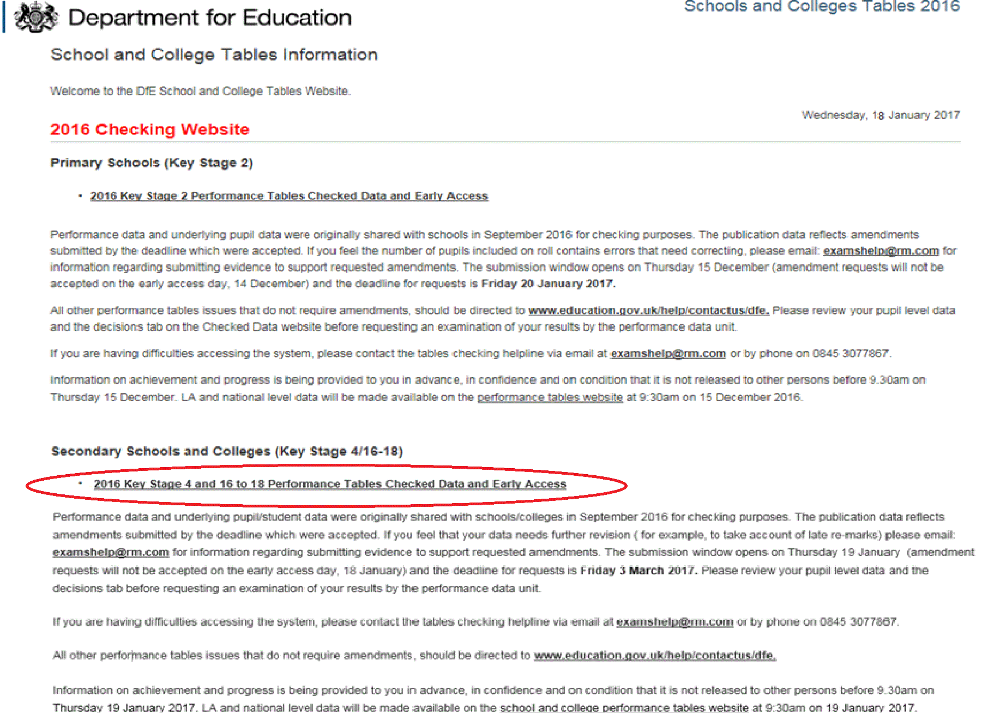 Department for Education
Schools and Colleges Tables 2016
School and College Tables Information
Welcome to the DfE School and College Tables Website.
Wednesday, 18 January 2017
2016 Checking Website
Primary Schools (Key Stage 2)
• 2016 Key Stage 2 Performance Tables Checked Data and Early Access
Performance data and underlying pupil data were originally shared with schools in September 2016 for checking purposes. The publication data reflects amendments
submitted by the deadline which were accepted. If you feel the number of pupils included on roll contains errors that need correcting, please email: examshelp@rm.com for
information regarding submitting evidence to support requested amendments. The submission window opens on Thursday 15 December (amendment requests will not be
accepted on the early access day, 14 December) and the deadline for requests is Friday 20 January 2017.
All other performance tables issues that do not require amendments, should be directed to www.education.gov.uk/help/contactus/dfe. Please review your pupil level data
and the decisions tab on the Checked Data website before requesting an examination of your results by the performance data unit.
If you are having difficulties accessing the system, please contact the tables checking helpline via email at examshelp@rm.com or by phone on 0845 3077867.
Information on achievement and progress is being provided to you in advance, in confidence and on condition that it is not released to other persons before 9.30am on
Thursday 15 December. LA and national level data will be made available on the performance tables website at 9:30am on 15 December 2016.
Secondary Schools and Colleges (Key Stage 4/16-18)
• 2016 Key Stage 4 and 16 to 18 Performance Tables Checked Data and Early Access
Performance data and underlying pupil/student data were originally shared with schools/colleges in September 2016 for checking purposes. The publication data reflects
amendments submitted by the deadline which were accepted. If you feel that your data needs further revision ( for example, to take account of late re-marks) please email:
examshelp@rm.com for information regarding submitting evidence to support requested amendments. The submission window opens on Thursday 19 January (amendment
requests will not be accepted on the early access day, 18 January) and the deadline for requests is Friday 3 March 2017. Please review your pupil level data and the
decisions tab before requesting an examination of your results by the performance data unit.
If you are having difficulties accessing the system, please contact the tables checking helpline via email at examshelp@rm.com or by phone on 0845 3077867.
All other performance tables issues that do not require amendments, should be directed to www.education.gov.uk/help/contactus/dfe.
Information on achievement and progress is being provided to you in advance, in confidence and on condition that it is not released to other persons before 9.30am on
Thursday 19 January 2017. LA and national level data will be made available on the school and college performance tables website at 9:30am on 19 January 2017.